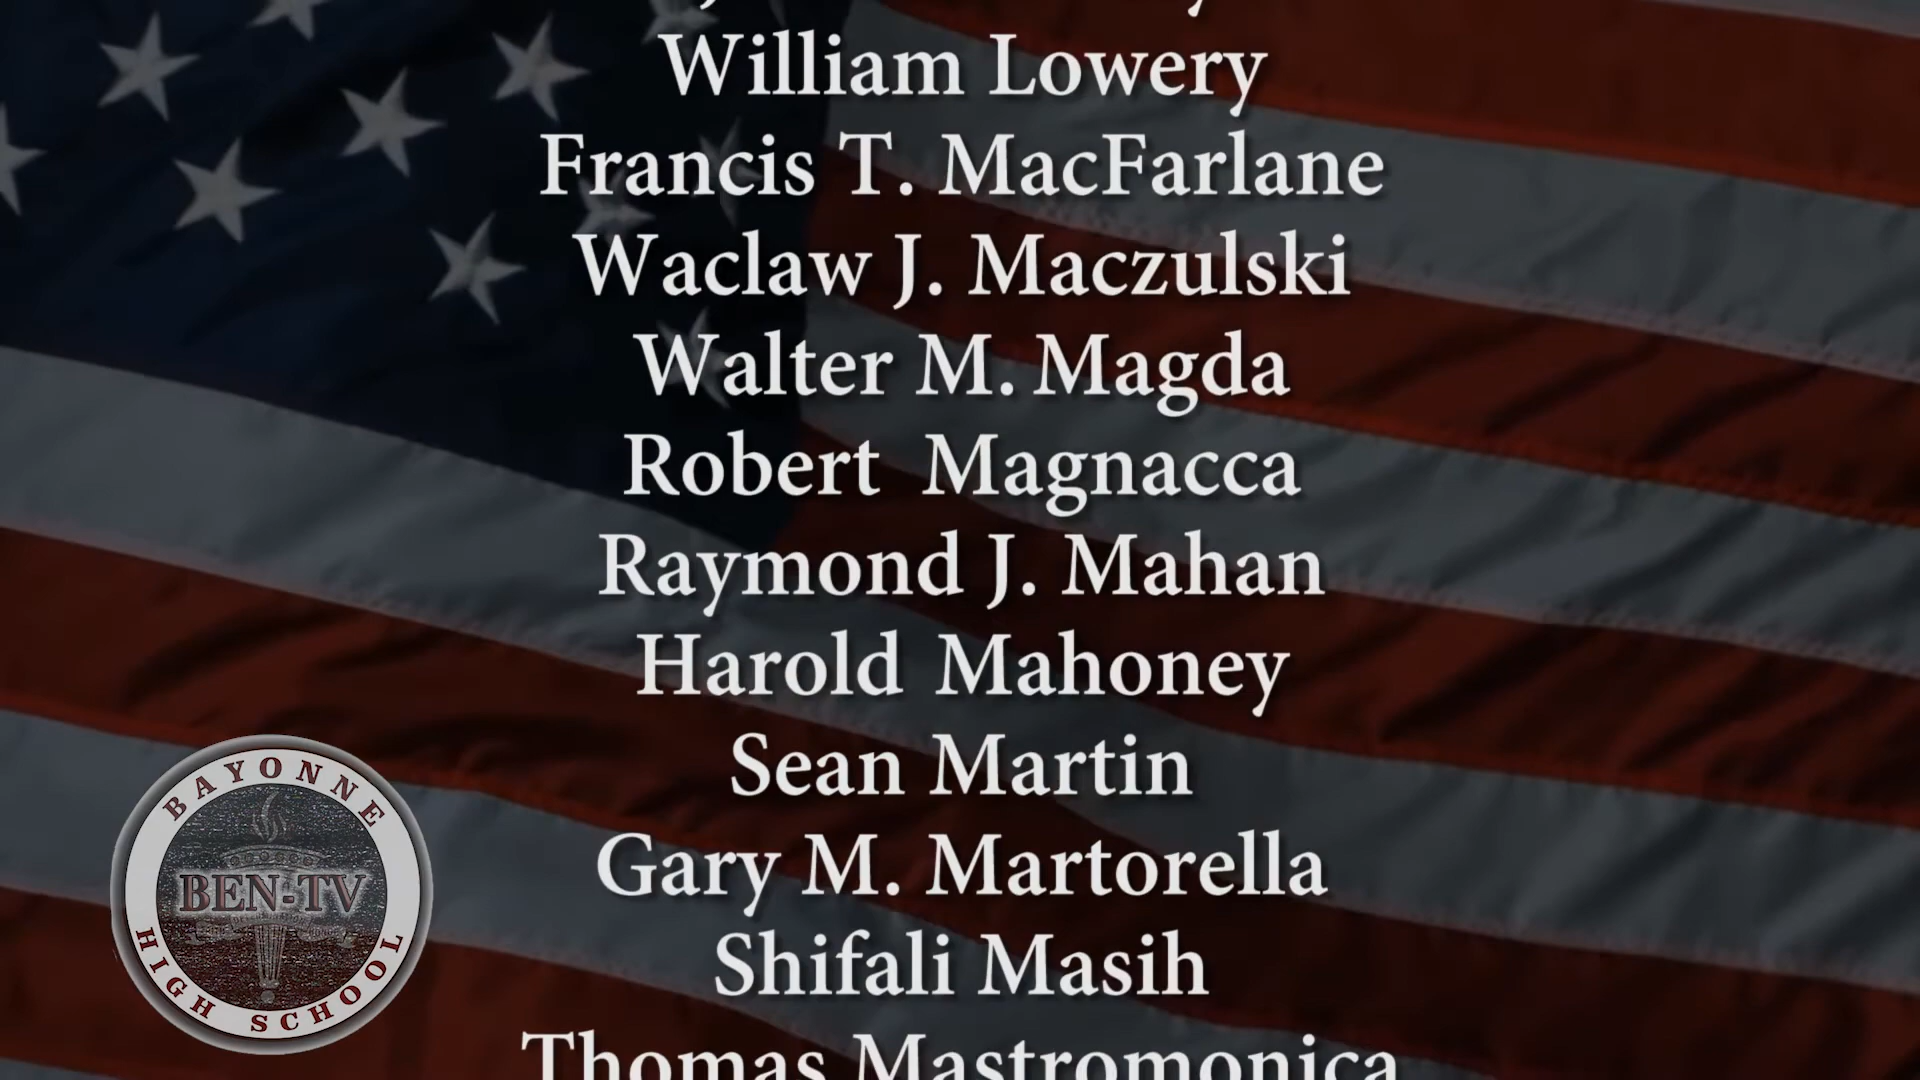 William Lowery
Francis T. MacFarlane
Waclaw J. Maczulski
Walter M. Magda
Robert Magnacca
Raymond J. Mahan
Harold Mahoney
Sean Martin
Gary M. Martorella
Shifali Masih
Thomas Mastromonica
BAYONNE
BEN-TV
HIGH SCHOOL